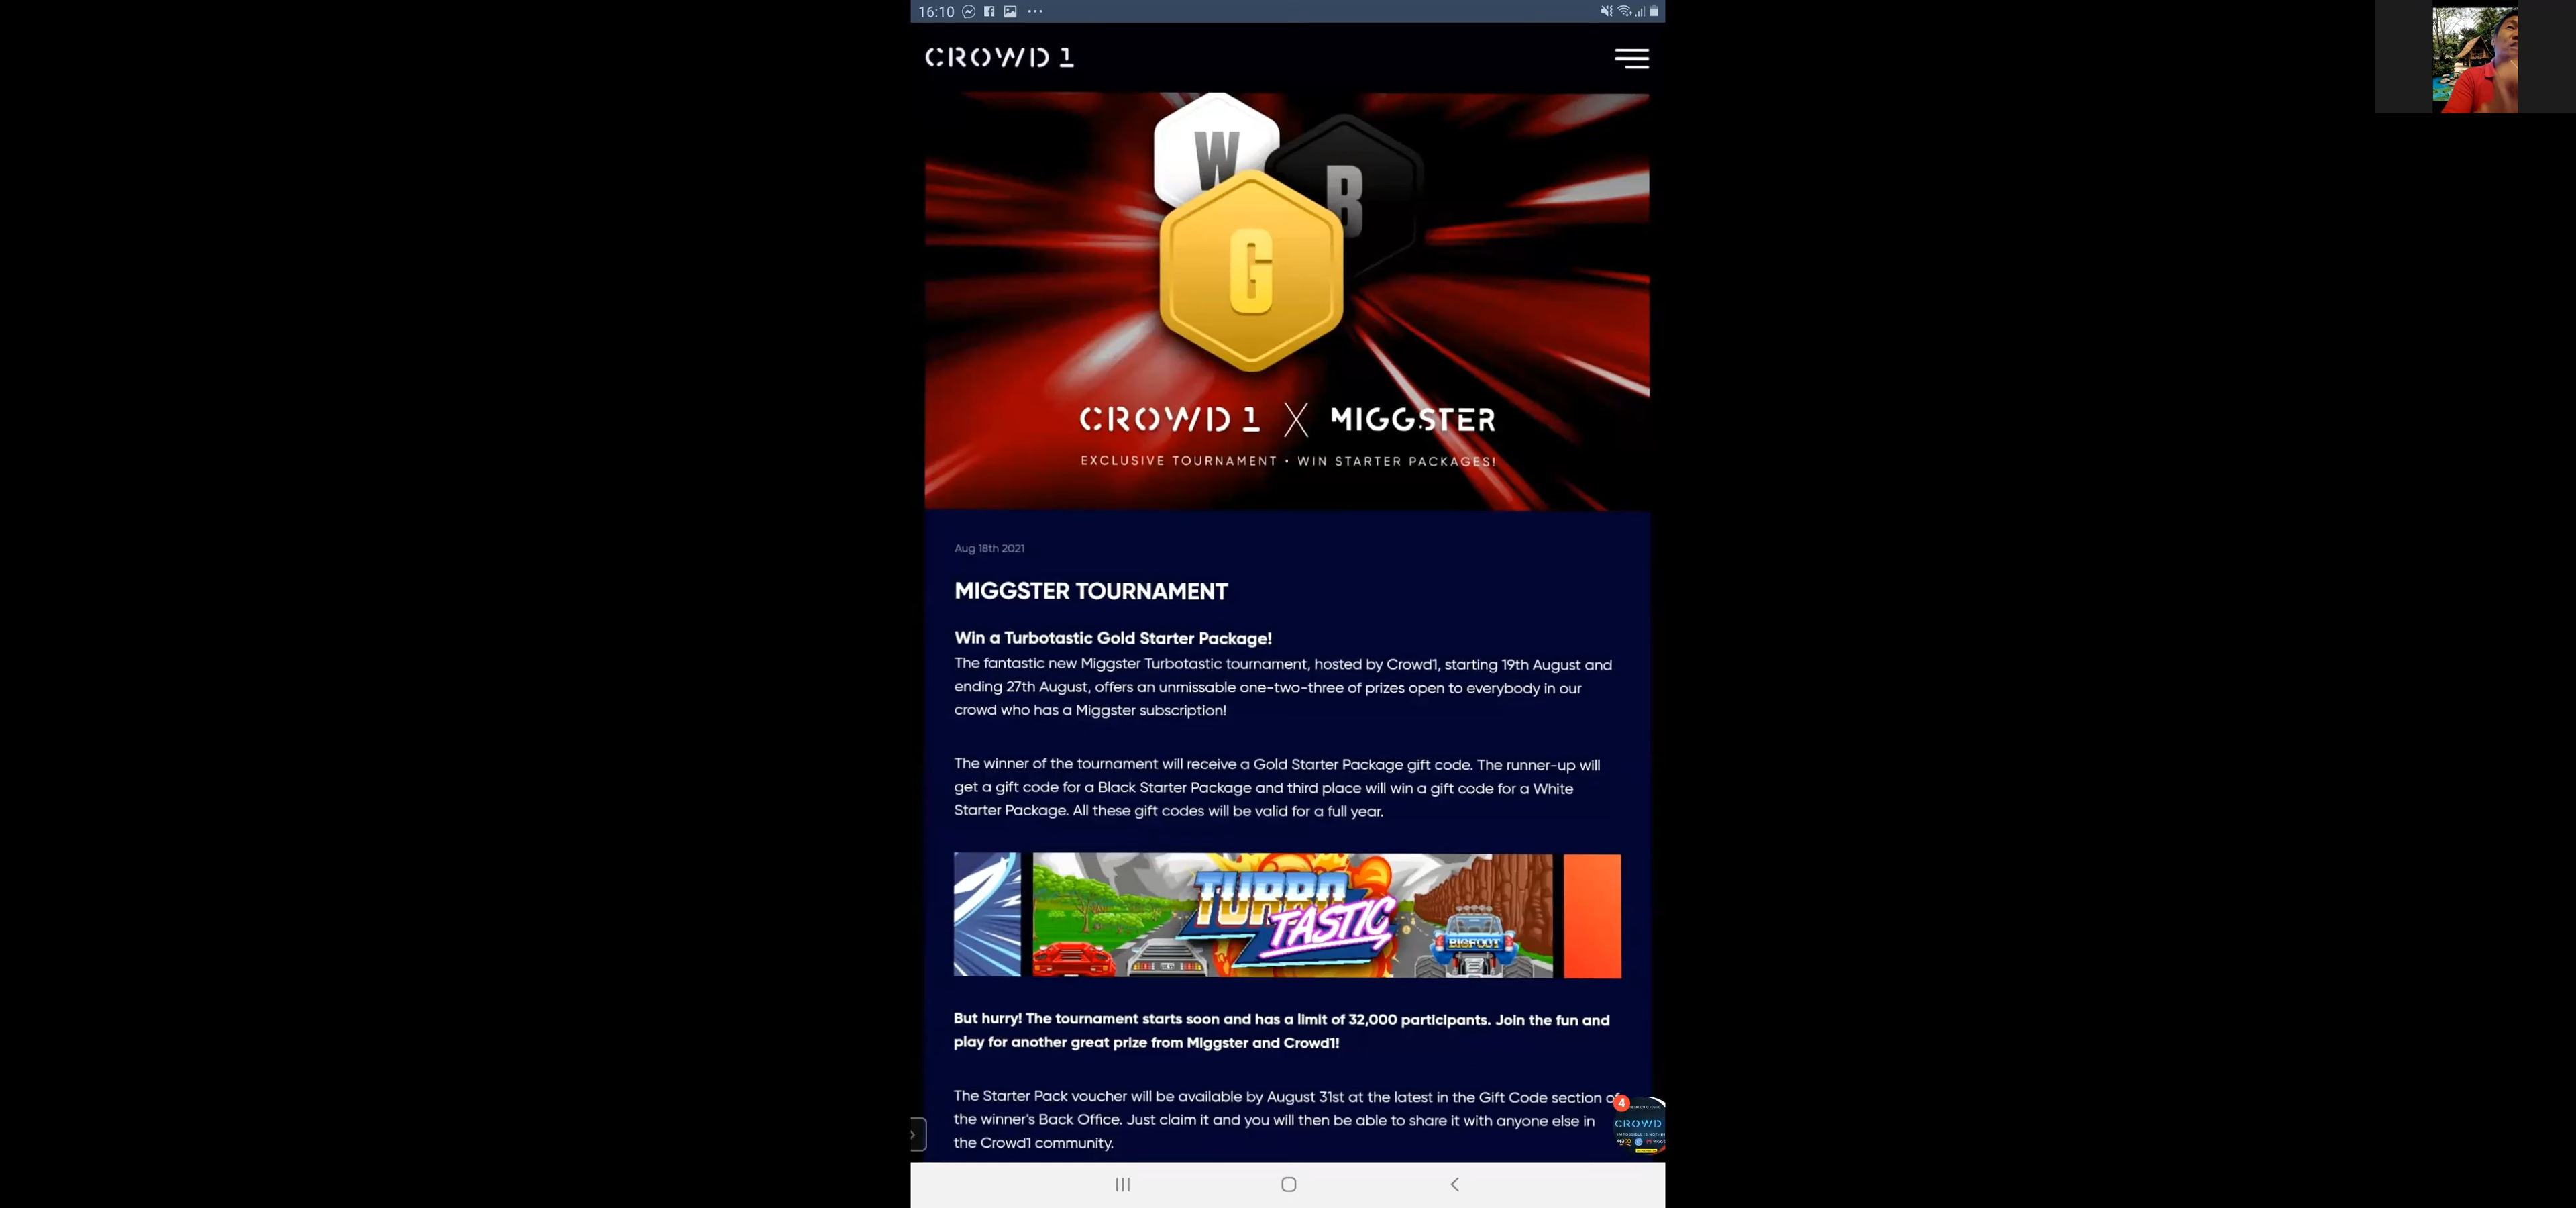 16:10
CROWD 1
W
B
G
CROWD 1 X MIGGSTER
EXCLUSIVE TOURNAMENT • WIN STARTER PACKAGES!
Aug 18th 2021
MIGGSTER TOURNAMENT
Win a Turbotastic Gold Starter Package!
The fantastic new Miggster Turbotastic tournament, hosted by Crowd1, starting 19th August and
ending 27th August, offers an unmissable one-two-three of prizes open to everybody in our
crowd who has a Miggster subscription!
The winner of the tournament will receive a Gold Starter Package gift code. The runner-up will
get a gift code for a Black Starter Package and third place will win a gift code for a White
Starter Package. All these gift codes will be valid for a full year.
TURBO
TASTIC
BIGFOOT
But hurry! The tournament starts soon and has a limit of 32,000 participants. Join the fun and
play for another great prize from Miggster and Crowd1!
The Starter Pack voucher will be available by August 31st at the latest in the Gift Code section of
the winner's Back Office. Just claim it and you will then be able to share it with anyone else in
the Crowd1 community.
4
CROWD